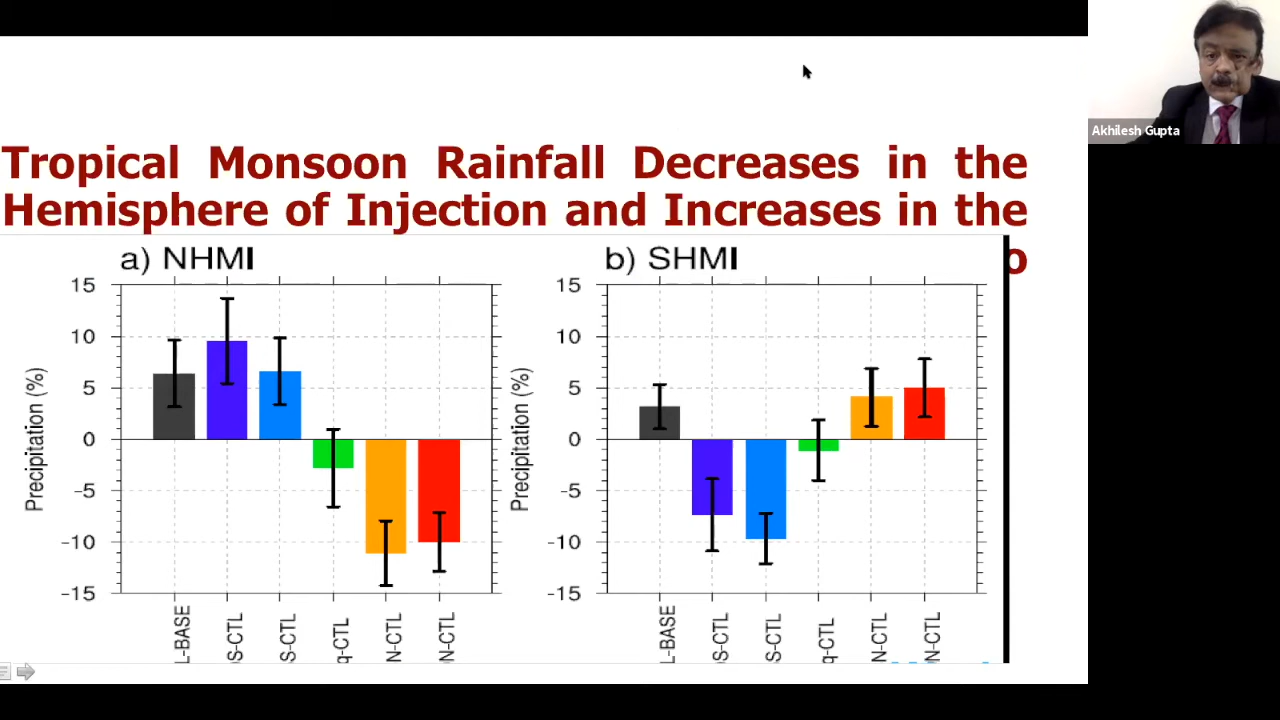 Akhilesh Gupta
Tropical Monsoon Rainfall Decreases in the
Hemisphere of Injection and Increases in the
o
a) NHMI
b) SHMI
Precipitation (%)
15
10
5
0
-5
-10
-15
L-BASE
S-CTL
S-CTL
q-CTL
N-CTL
N-CTL
Precipitation (%)
15
10
5
0
-5
-10
-15
L-BASE
S-CTL
S-CTL
q-CTL
N-CTL
N-CTL